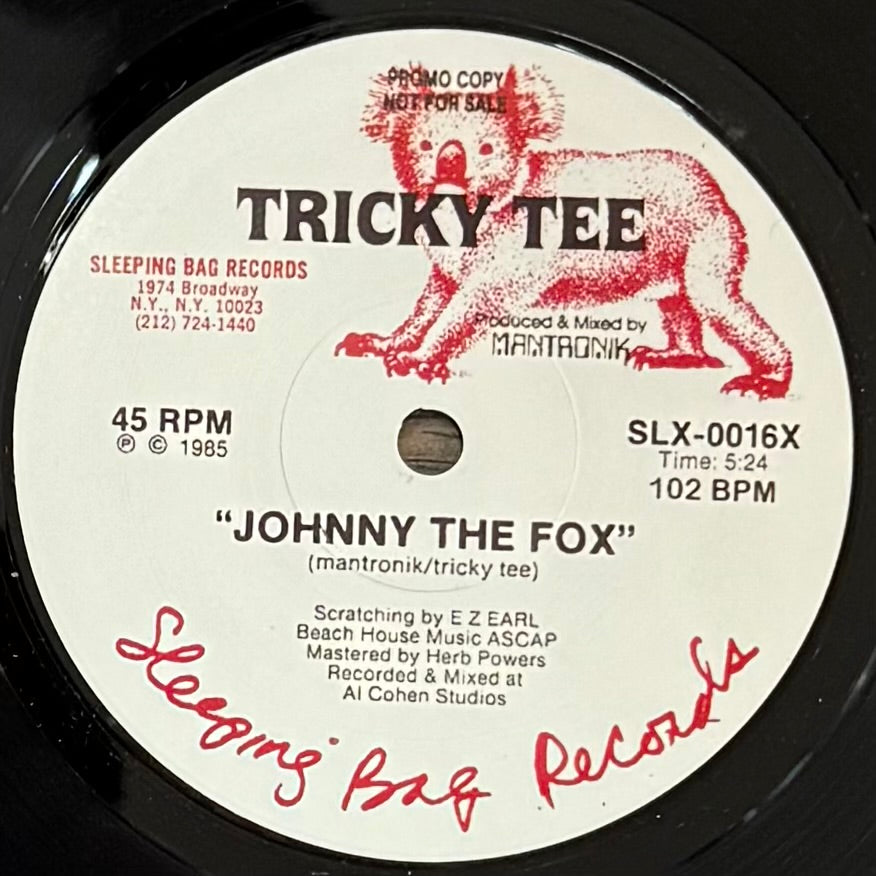 PROMO COPY
NOT FOR SALE
TRICKY TEE
SLEEPING BAG RECORDS
1974 Broadway
N.Y., N.Y. 10023
(212) 724-1440
Produced & Mixed by
MANTRONIK
45 RPM
℗ © 1985
SLX-0016X
Time: 5:24
102 BPM
"JOHNNY THE FOX"
(mantronik/tricky tee)
Scratching by E Z EARL
Beach House Music ASCAP
Mastered by Herb Powers
Recorded & Mixed at
Al Cohen Studios
Sleeping Bag Records